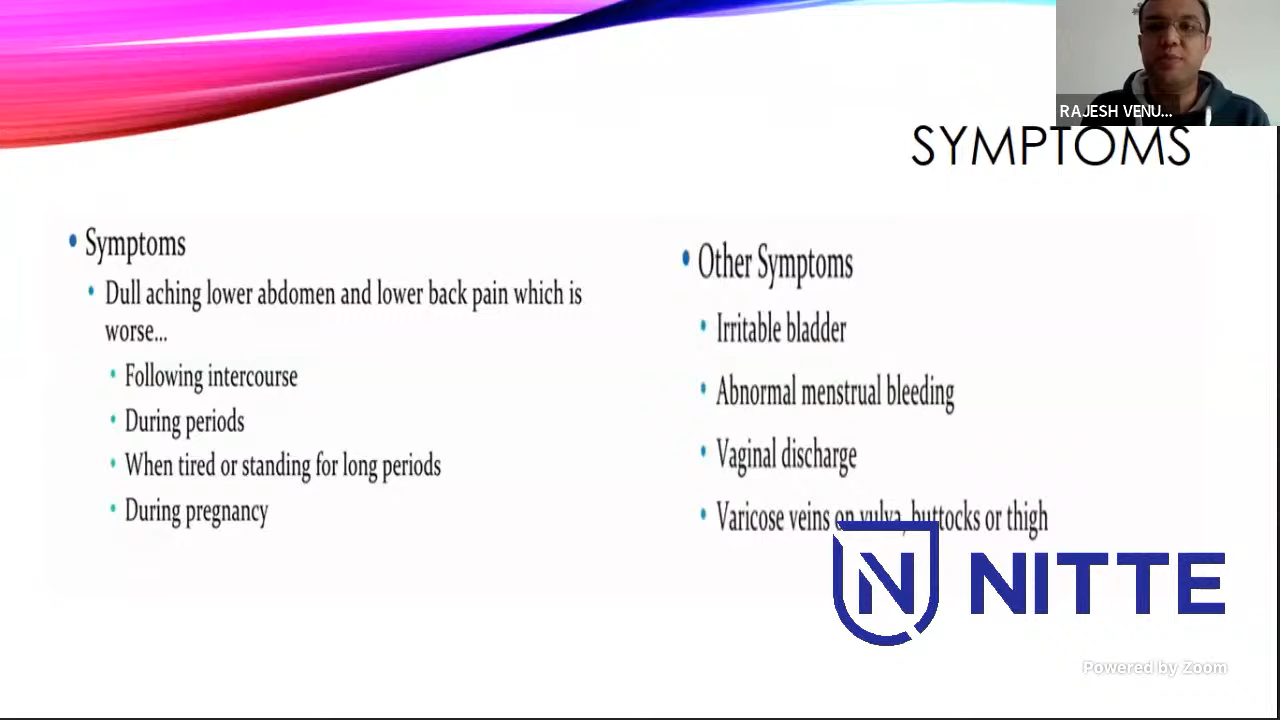 RAJESH VENU...
SYMPTOMS
• Symptoms
• Dull aching lower abdomen and lower back pain which is
worse...
• Following intercourse
• During periods
• When tired or standing for long periods
• During pregnancy
• Other Symptoms
• Irritable bladder
• Abnormal menstrual bleeding
• Vaginal discharge
• Varicose veins on vulva, buttocks or thigh
N NITTE
Powered by Zoom